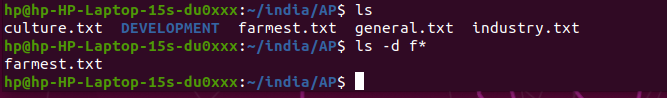 hp@hp-HP-Laptop-15s-du0xxx:~/india/AP$ ls
culture.txt  DEVELOPMENT  farmest.txt  general.txt  industry.txt
hp@hp-HP-Laptop-15s-du0xxx:~/india/AP$ ls -d f*
farmest.txt
hp@hp-HP-Laptop-15s-du0xxx:~/india/AP$